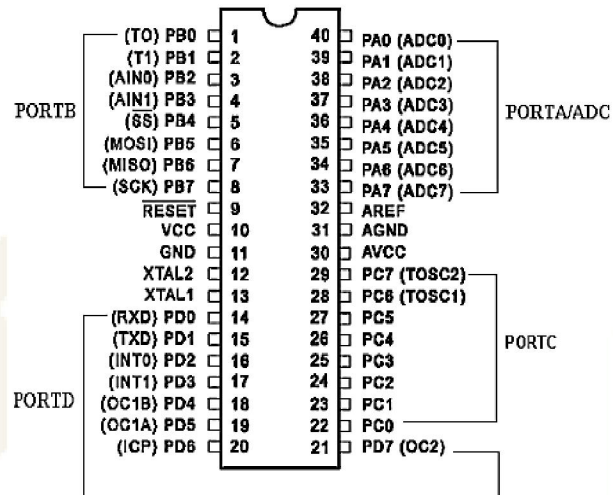 (T0) PB0 1
(T1) PB1 2
(AIN0) PB2 3
(AIN1) PB3 4
(SS) PB4 5
(MOSI) PB5 6
(MISO) PB6 7
(SCK) PB7 8
RESET 9
VCC 10
GND 11
XTAL2 12
XTAL1 13
(RXD) PD0 14
(TXD) PD1 15
(INT0) PD2 16
(INT1) PD3 17
(OC1B) PD4 18
(OC1A) PD5 19
(ICP) PD6 20
PORTB
PORTD
40 PA0 (ADC0)
39 PA1 (ADC1)
38 PA2 (ADC2)
37 PA3 (ADC3)
36 PA4 (ADC4)
35 PA5 (ADC5)
34 PA6 (ADC6)
33 PA7 (ADC7)
32 AREF
31 AGND
30 AVCC
29 PC7 (TOSC2)
28 PC6 (TOSC1)
27 PC5
26 PC4
25 PC3
24 PC2
23 PC1
22 PC0
21 PD7 (OC2)
PORTA/ADC
PORTC